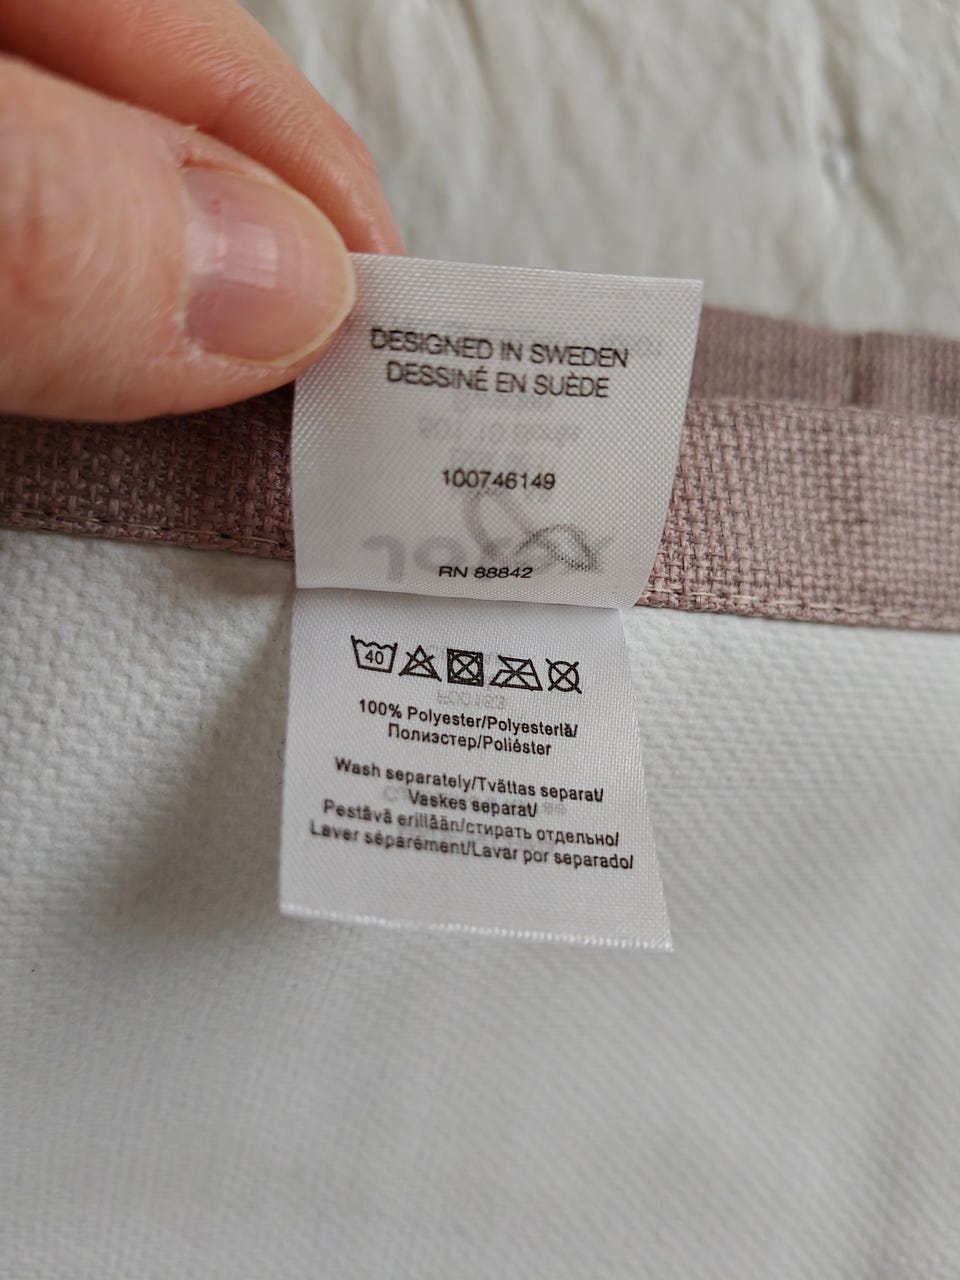 DESIGNED IN SWEDEN
DESSINÉ EN SUÈDE
100746149
RN 88842
40
100% Polyester/Polyesterlä/
Полиэстер/Poliéster
Wash separately/Tvättas separat/
Vaskes separat/
Pestävä erillään/стирать отдельно/
Laver séparément/Lavar por separado/